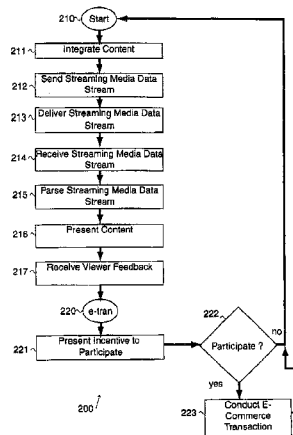 210
Start
211
Integrate Content
212
Send Streaming Media Data
Stream
213
Deliver Streaming Media Data
Stream
214
Receive Streaming Media Data
Stream
215
Parse Streaming Media Data
Stream
216
Present Content
217
Receive Viewer Feedback
220
e-tran
221
Present Incentive to
Participate
222
Participate ?
no
yes
200
223
Conduct E-
Commerce
Transaction